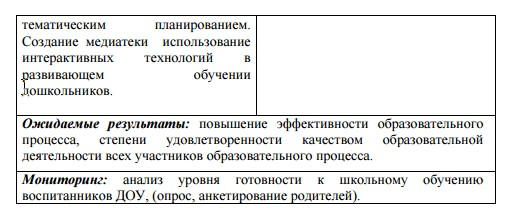 тематическим планированием.
Создание медиатеки использование
интерактивных технологий в
развивающем обучении
дошкольников.
Ожидаемые результаты: повышение эффективности образовательного
процесса, степени удовлетворенности качеством образовательной
деятельности всех участников образовательного процесса.
Мониторинг: анализ уровня готовности к школьному обучению
воспитанников ДОУ, (опрос, анкетирование родителей).